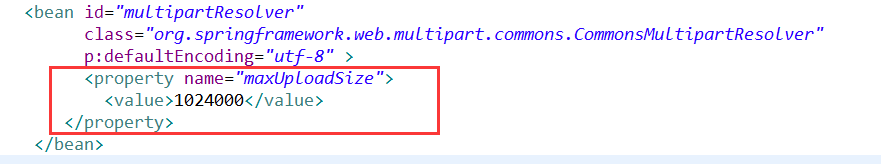 <bean id="multipartResolver"
class="org.springframework.web.multipart.commons.CommonsMultipartResolver"
p:defaultEncoding="utf-8" >
<property name="maxUploadSize">
<value>1024000</value>
</property>
</bean>